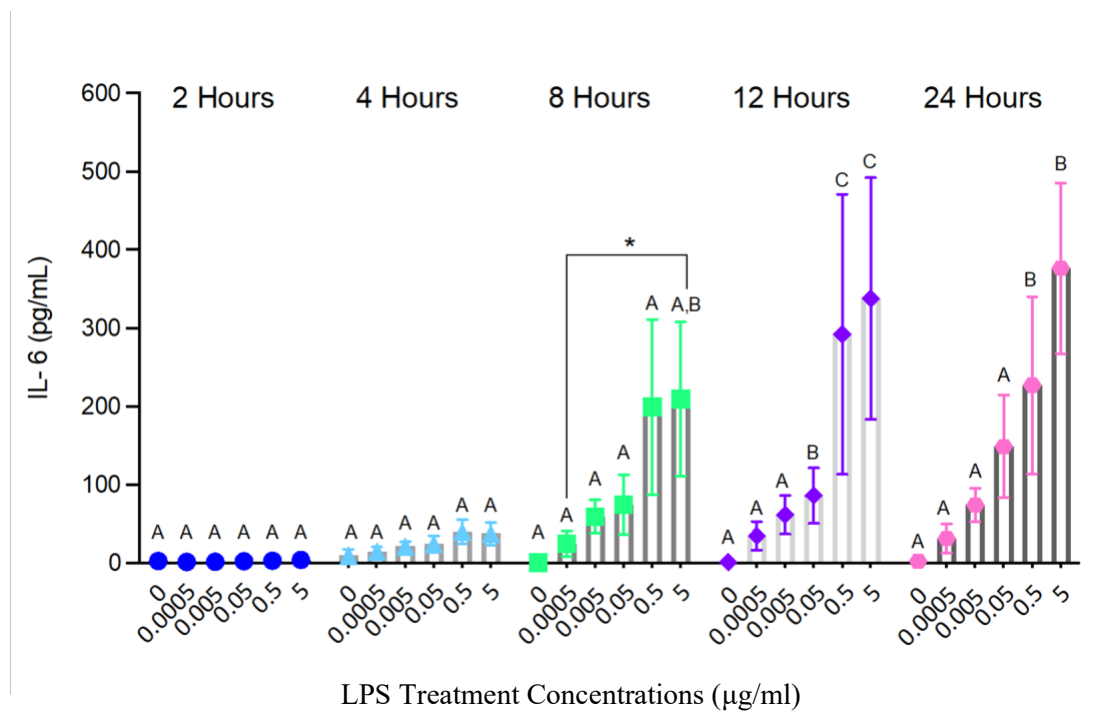 600
2 Hours
4 Hours
8 Hours
12 Hours
24 Hours
500
400
300
200
100
0
IL- 6 (pg/mL)
A A A A A A
A A A A A A
A A A A A A,B
*
A A A B C C
A A A A B B
0 0.0005 0.005 0.05 0.5 5
0 0.0005 0.005 0.05 0.5 5
0 0.0005 0.005 0.05 0.5 5
0 0.0005 0.005 0.05 0.5 5
0 0.0005 0.005 0.05 0.5 5
LPS Treatment Concentrations (µg/ml)